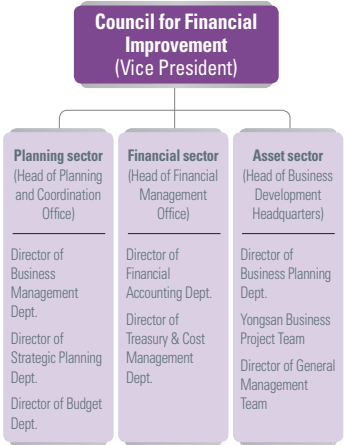 Council for Financial
Improvement
(Vice President)
Planning sector
(Head of Planning
and Coordination
Office)
Director of
Business
Management
Dept.
Director of
Strategic Planning
Dept.
Director of Budget
Dept.
Financial sector
(Head of Financial
Management
Office)
Director of
Financial
Accounting Dept.
Director of
Treasury & Cost
Management
Dept.
Asset sector
(Head of Business
Development
Headquarters)
Director of
Business Planning
Dept.
Yongsan Business
Project Team
Director of General
Management
Team